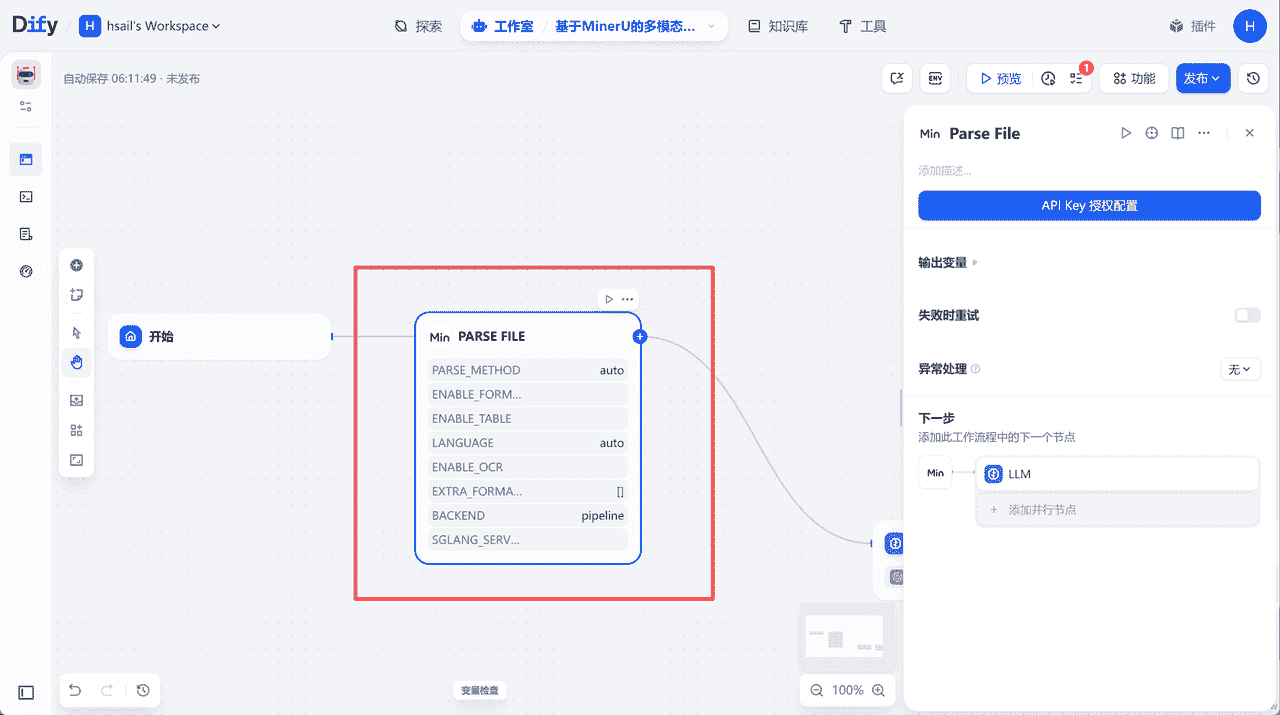 Dify / H hsail's Workspace
探索
工作室 / 基于MinerU的多模态...
知识库
工具
插件
H
自动保存 06:11:49 · 未发布
ENV
预览
1
功能
发布
Min Parse File
添加描述...
API Key 授权配置
输出变量
失败时重试
异常处理
无
下一步
添加此工作流程中的下一个节点
Min
LLM
+ 添加并行节点
开始
Min PARSE FILE
PARSE_METHOD auto
ENABLE_FORM...
ENABLE_TABLE
LANGUAGE auto
ENABLE_OCR
EXTRA_FORMA... []
BACKEND pipeline
SGLANG_SERV...
变量检查
100%